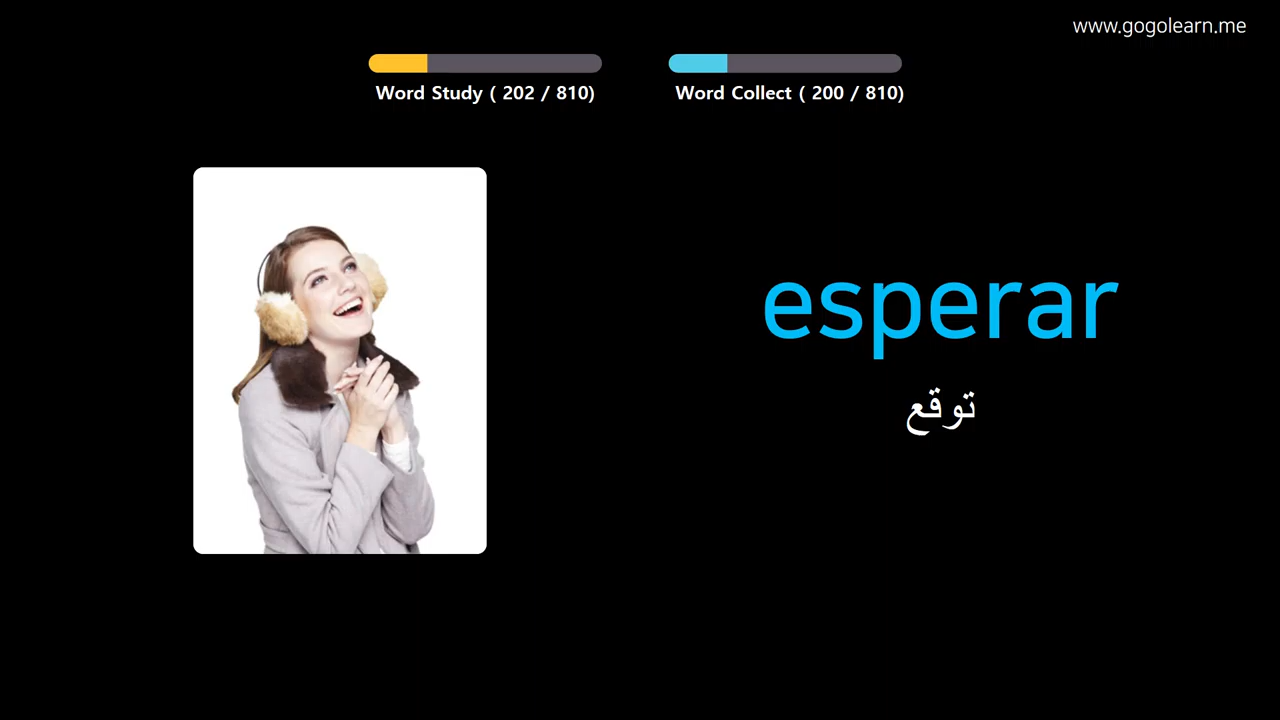 www.gogolearn.me
Word Study ( 202 / 810)
Word Collect ( 200 / 810)
esperar
توقع